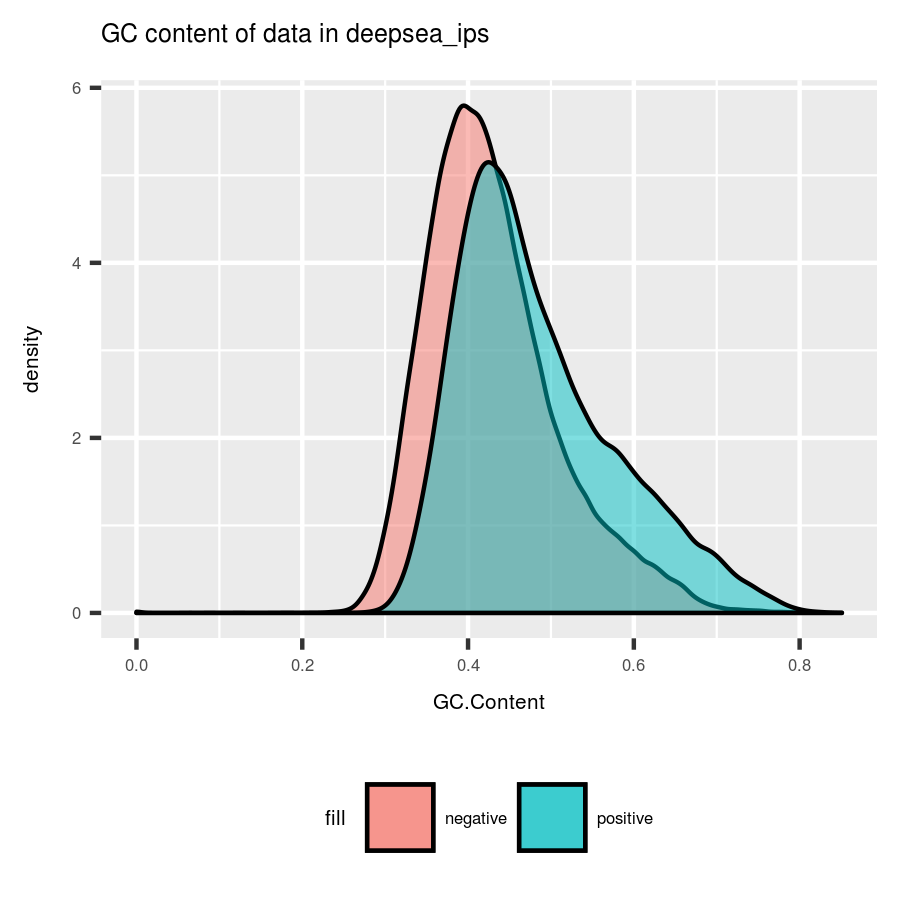 GC content of data in deepsea_ips
6
4
2
0
density
0.0 0.2 0.4 0.6 0.8
GC.Content
fill negative positive